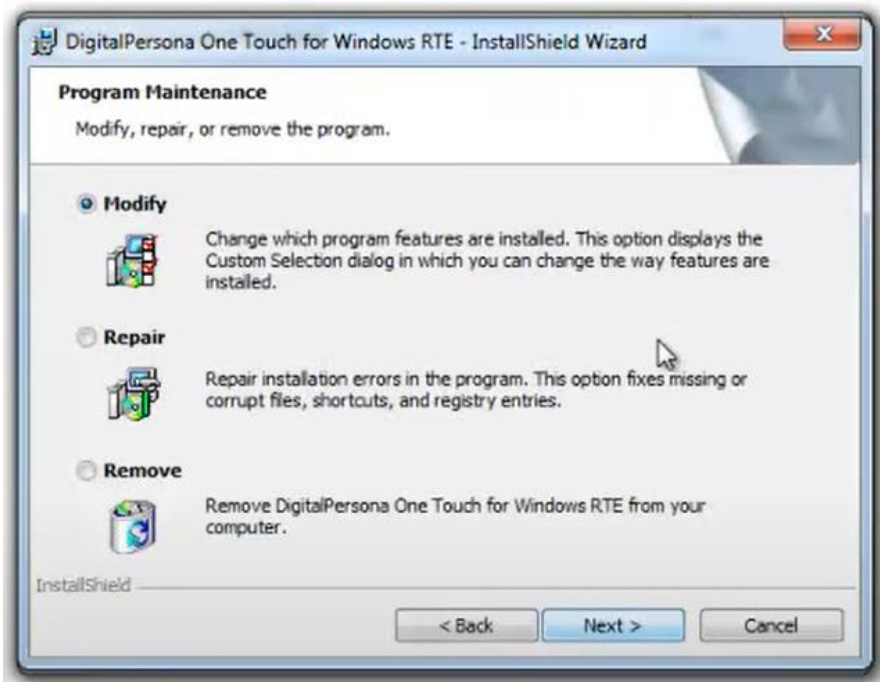 DigitalPersona One Touch for Windows RTE - InstallShield Wizard
Program Maintenance
Modify, repair, or remove the program.
Modify
Change which program features are installed. This option displays the
Custom Selection dialog in which you can change the way features are
installed.
Repair
Repair installation errors in the program. This option fixes missing or
corrupt files, shortcuts, and registry entries.
Remove
Remove DigitalPersona One Touch for Windows RTE from your
computer.
InstallShield
< Back
Next >
Cancel